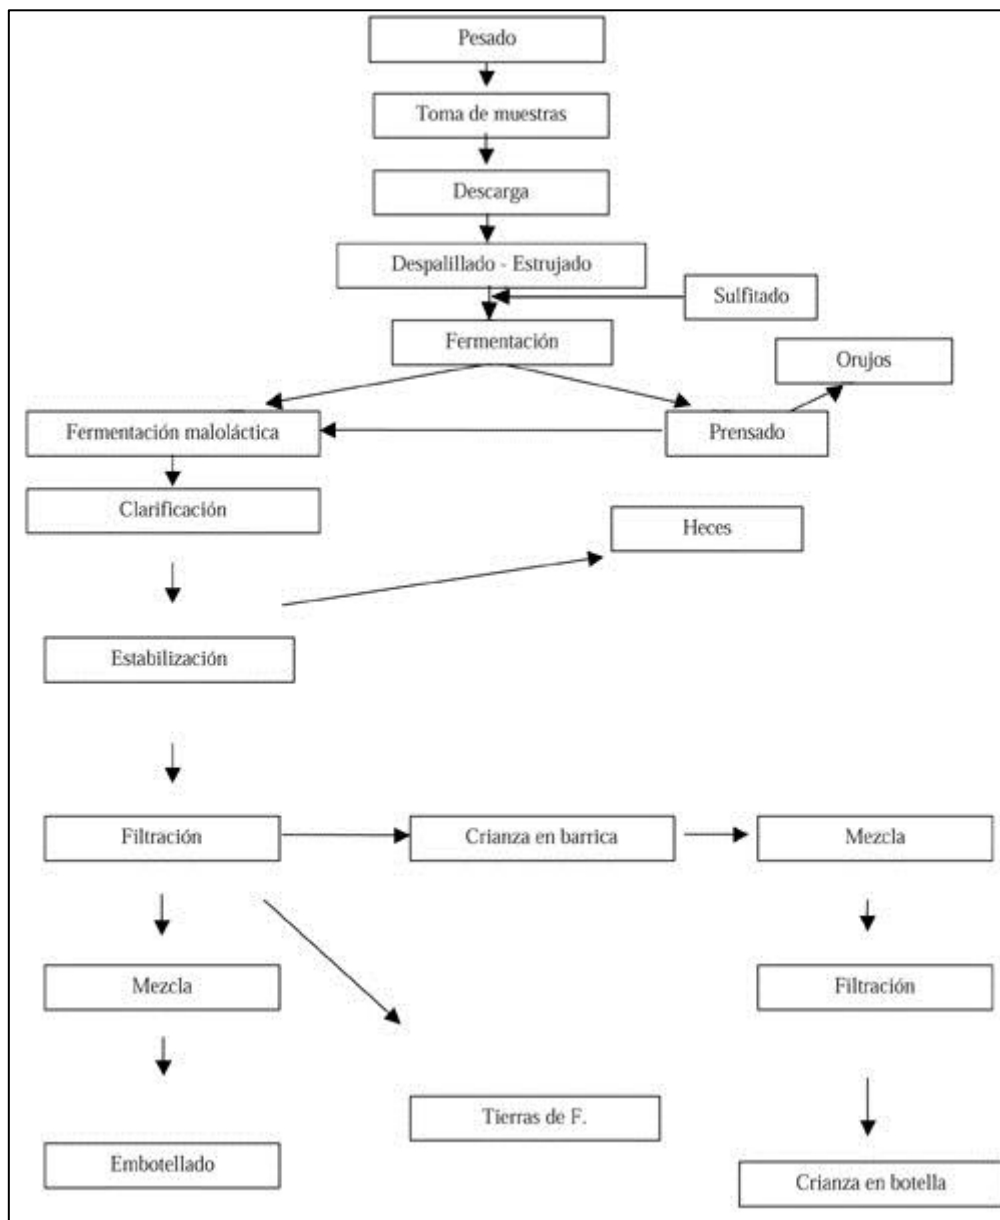 Pesado
Toma de muestras
Descarga
Despalillado - Estrujado
Sulfitado
Fermentación
Orujos
Fermentación maloláctica
Prensado
Clarificación
Heces
Estabilización
Filtración
Crianza en barrica
Mezcla
Mezcla
Filtración
Tierras de F.
Embotellado
Crianza en botella